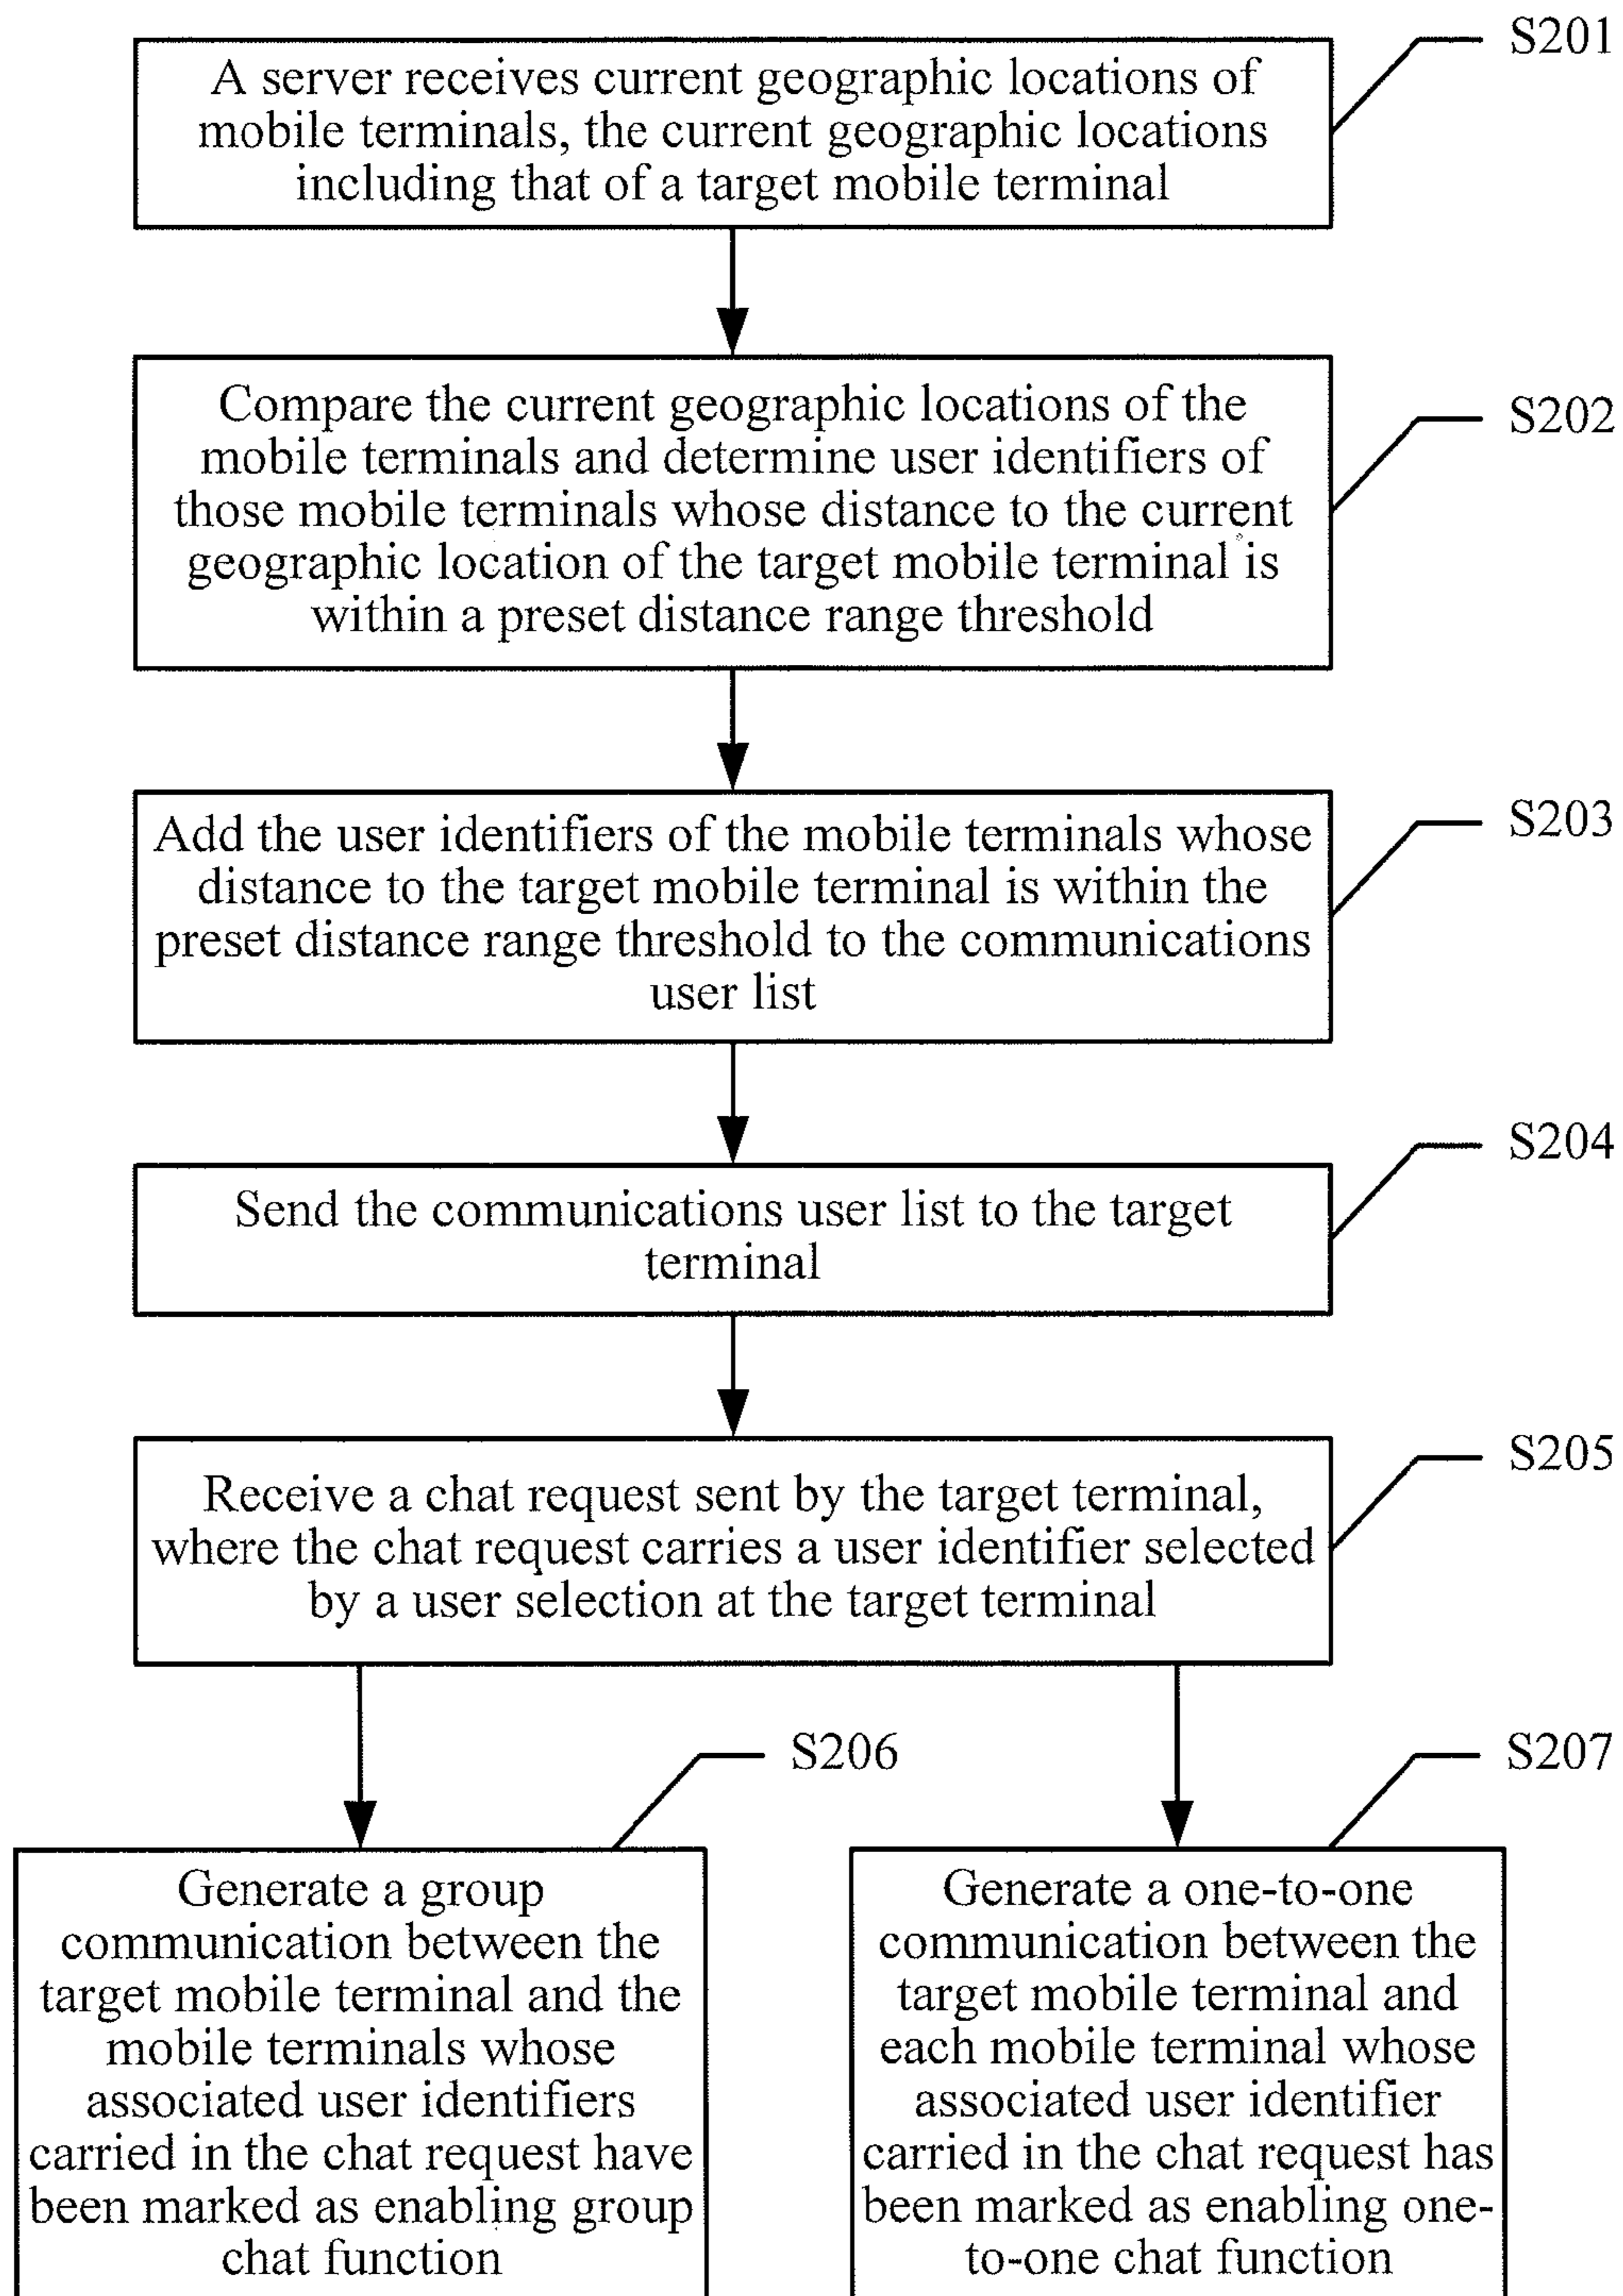 S201
A server receives current geographic locations of
mobile terminals, the current geographic locations
including that of a target mobile terminal
S202
Compare the current geographic locations of the
mobile terminals and determine user identifiers of
those mobile terminals whose distance to the current
geographic location of the target mobile terminal is
within a preset distance range threshold
S203
Add the user identifiers of the mobile terminals whose
distance to the target mobile terminal is within the
preset distance range threshold to the communications
user list
S204
Send the communications user list to the target
terminal
S205
Receive a chat request sent by the target terminal,
where the chat request carries a user identifier selected
by a user selection at the target terminal
S206
Generate a group
communication between the
target mobile terminal and the
mobile terminals whose
associated user identifiers
carried in the chat request have
been marked as enabling group
chat function
S207
Generate a one-to-one
communication between the
target mobile terminal and
each mobile terminal whose
associated user identifier
carried in the chat request has
been marked as enabling one-
to-one chat function